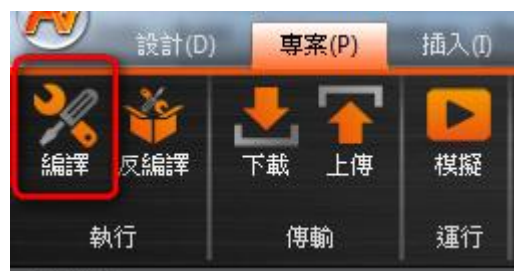 設計(D) 專案(P) 插入(I)
編譯 反編譯 下載 上傳 模擬
執行 傳輸 運行